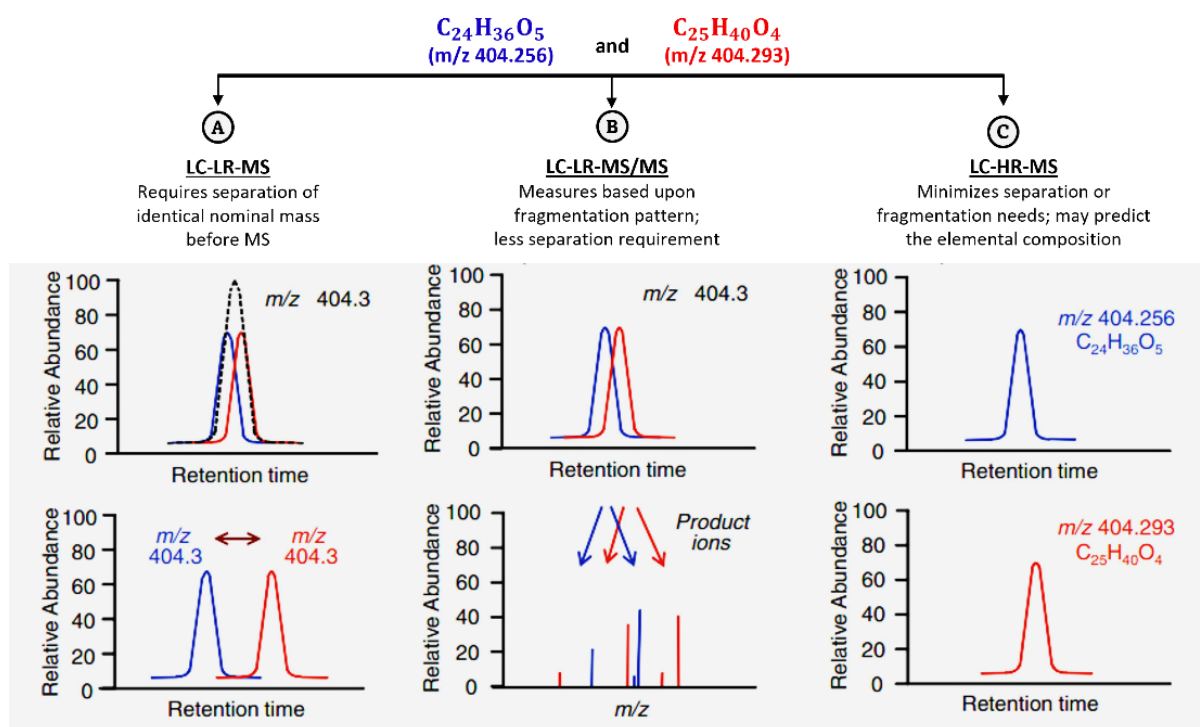 C₂₄H₃₆O₅ and C₂₅H₄₀O₄
(m/z 404.256) (m/z 404.293)
A
LC-LR-MS
Requires separation of
identical nominal mass
before MS
B
LC-LR-MS/MS
Measures based upon
fragmentation pattern;
less separation requirement
C
LC-HR-MS
Minimizes separation or
fragmentation needs; may predict
the elemental composition
Relative Abundance
100
80
60
40
20
0
m/z 404.3
Retention time
Relative Abundance
100
80
60
40
20
0
m/z 404.3
Retention time
Relative Abundance
100
80
60
40
20
0
m/z 404.256
C₂₄H₃₆O₅
Retention time
Relative Abundance
100
80
60
40
20
0
m/z
404.3
m/z
404.3
Retention time
Relative Abundance
100
80
60
40
20
0
Product
ions
m/z
Relative Abundance
100
80
60
40
20
0
m/z 404.293
C₂₅H₄₀O₄
Retention time